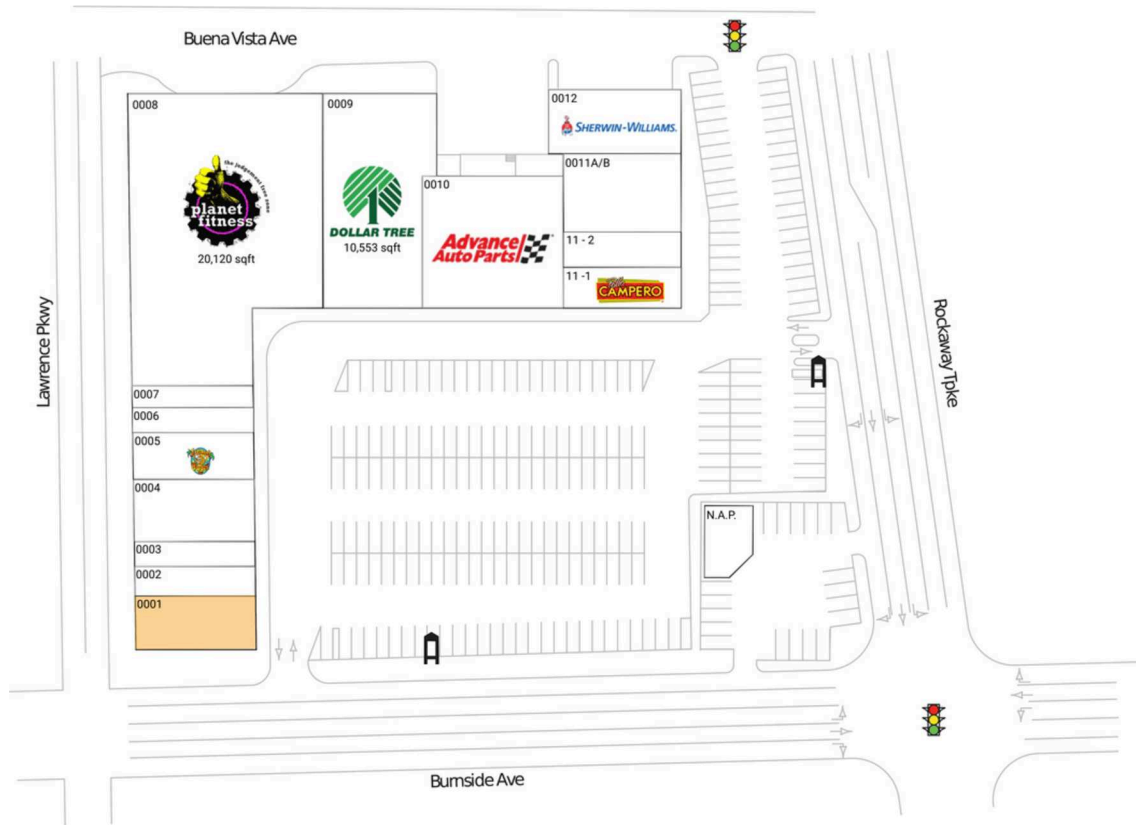 Buena Vista Ave
0008
0009
0012
SHERWIN-WILLIAMS.
0011A/B
the judgement free zone
planet
fitness
20,120 sqft
DOLLAR TREE
10,553 sqft
0010
Advance
Auto Parts
11 - 2
11 -1
Pollo
CAMPERO
Lawrence Pkwy
Rockaway Tpke
0007
0006
0005
0004
N.A.P.
0003
0002
0001
Burnside Ave